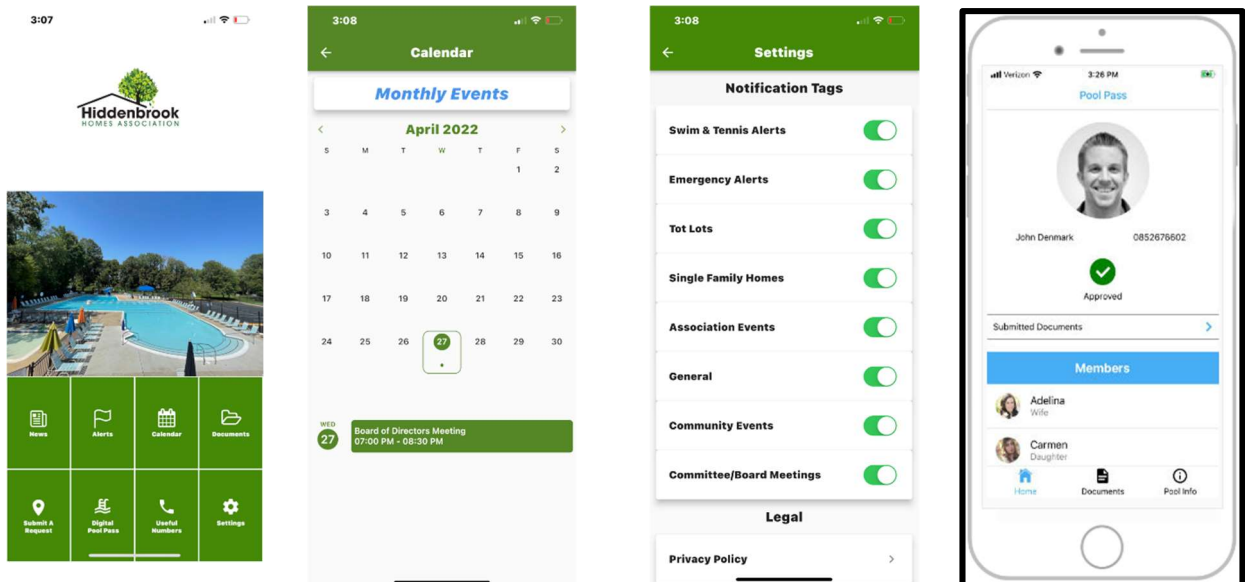 3:07
Hiddenbrook
HOMES ASSOCIATION
News
Alerts
Calendar
Documents
Submit A
Request
Digital
Pool Pass
Useful
Numbers
Settings
3:08
Calendar
Monthly Events
April 2022
S M T W T F S
1 2
3 4 5 6 7 8 9
10 11 12 13 14 15 16
17 18 19 20 21 22 23
24 25 26 27 28 29 30
WED
27
Board of Directors Meeting
07:00 PM - 08:30 PM
3:08
Settings
Notification Tags
Swim & Tennis Alerts
Emergency Alerts
Tot Lots
Single Family Homes
Association Events
General
Community Events
Committee/Board Meetings
Legal
Privacy Policy
Verizon 3:26 PM
Pool Pass
John Denmark 0852676602
Approved
Submitted Documents
Members
Adelina
Wife
Carmen
Daughter
Home Documents Pool Info